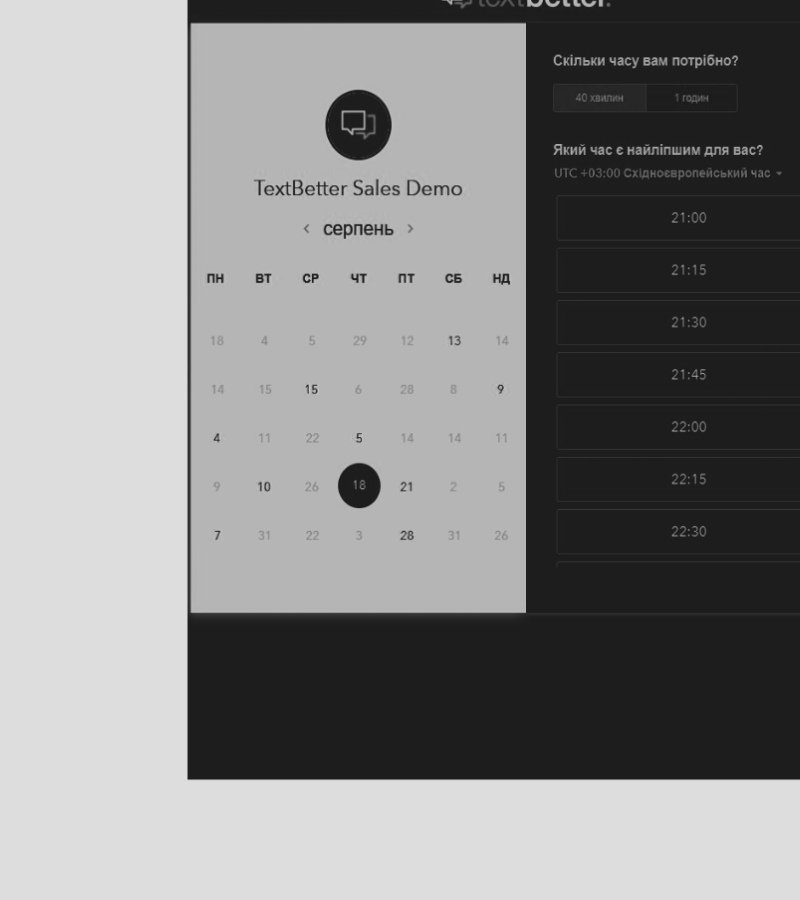 textbetter.
TextBetter Sales Demo
серпень
ПН ВТ СР ЧТ ПТ СБ НД
18 4 5 29 12 13 14
14 15 15 6 28 8 9
4 11 22 5 14 14 11
9 10 26 18 21 2 5
7 31 22 3 28 31 26
Скільки часу вам потрібно?
40 хвилин 1 годин
Який час є найліпшим для вас?
UTC +03:00 Східноєвропейський час
21:00
21:15
21:30
21:45
22:00
22:15
22:30